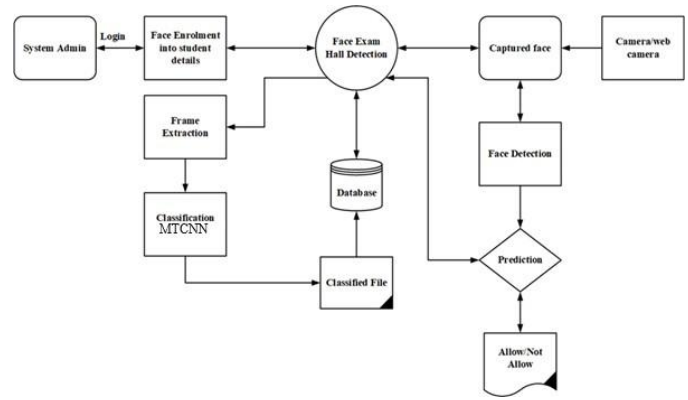 System Admin
Login
Face Enrolment
into student
details
Face Exam
Hall Detection
Captured face
Camera/web
camera
Frame
Extraction
Face Detection
Database
Classification
MTCNN
Prediction
Classified File
Allow/Not
Allow